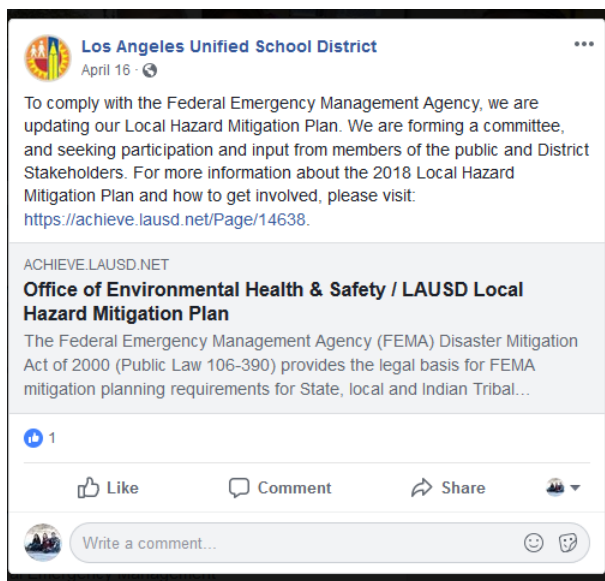 Los Angeles Unified School District
April 16 ·
To comply with the Federal Emergency Management Agency, we are
updating our Local Hazard Mitigation Plan. We are forming a committee,
and seeking participation and input from members of the public and District
Stakeholders. For more information about the 2018 Local Hazard
Mitigation Plan and how to get involved, please visit:
https://achieve.lausd.net/Page/14638.
ACHIEVE.LAUSD.NET
Office of Environmental Health & Safety / LAUSD Local
Hazard Mitigation Plan
The Federal Emergency Management Agency (FEMA) Disaster Mitigation
Act of 2000 (Public Law 106-390) provides the legal basis for FEMA
mitigation planning requirements for State, local and Indian Tribal...
1
Like Comment Share
Write a comment...